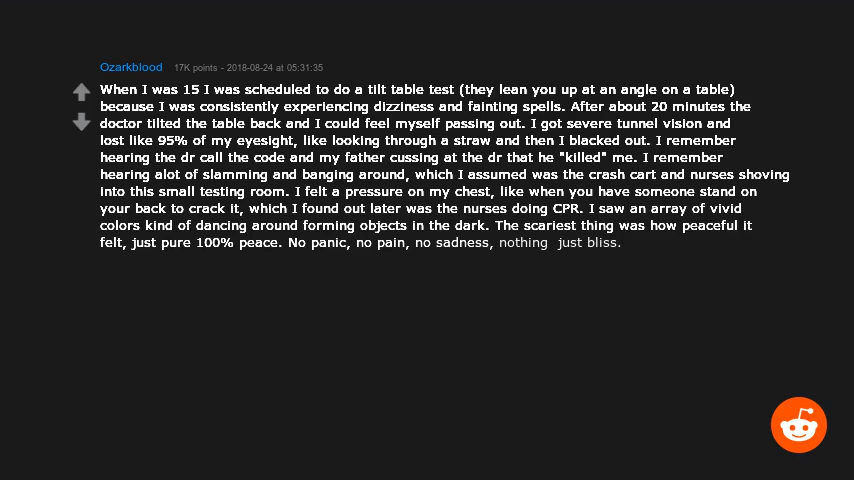 Ozarkblood 17K points - 2018-08-24 at 05:31:35
When I was 15 I was scheduled to do a tilt table test (they lean you up at an angle on a table)
because I was consistently experiencing dizziness and fainting spells. After about 20 minutes the
doctor tilted the table back and I could feel myself passing out. I got severe tunnel vision and
lost like 95% of my eyesight, like looking through a straw and then I blacked out. I remember
hearing the dr call the code and my father cussing at the dr that he "killed" me. I remember
hearing alot of slamming and banging around, which I assumed was the crash cart and nurses shoving
into this small testing room. I felt a pressure on my chest, like when you have someone stand on
your back to crack it, which I found out later was the nurses doing CPR. I saw an array of vivid
colors kind of dancing around forming objects in the dark. The scariest thing was how peaceful it
felt, just pure 100% peace. No panic, no pain, no sadness, nothing  just bliss.